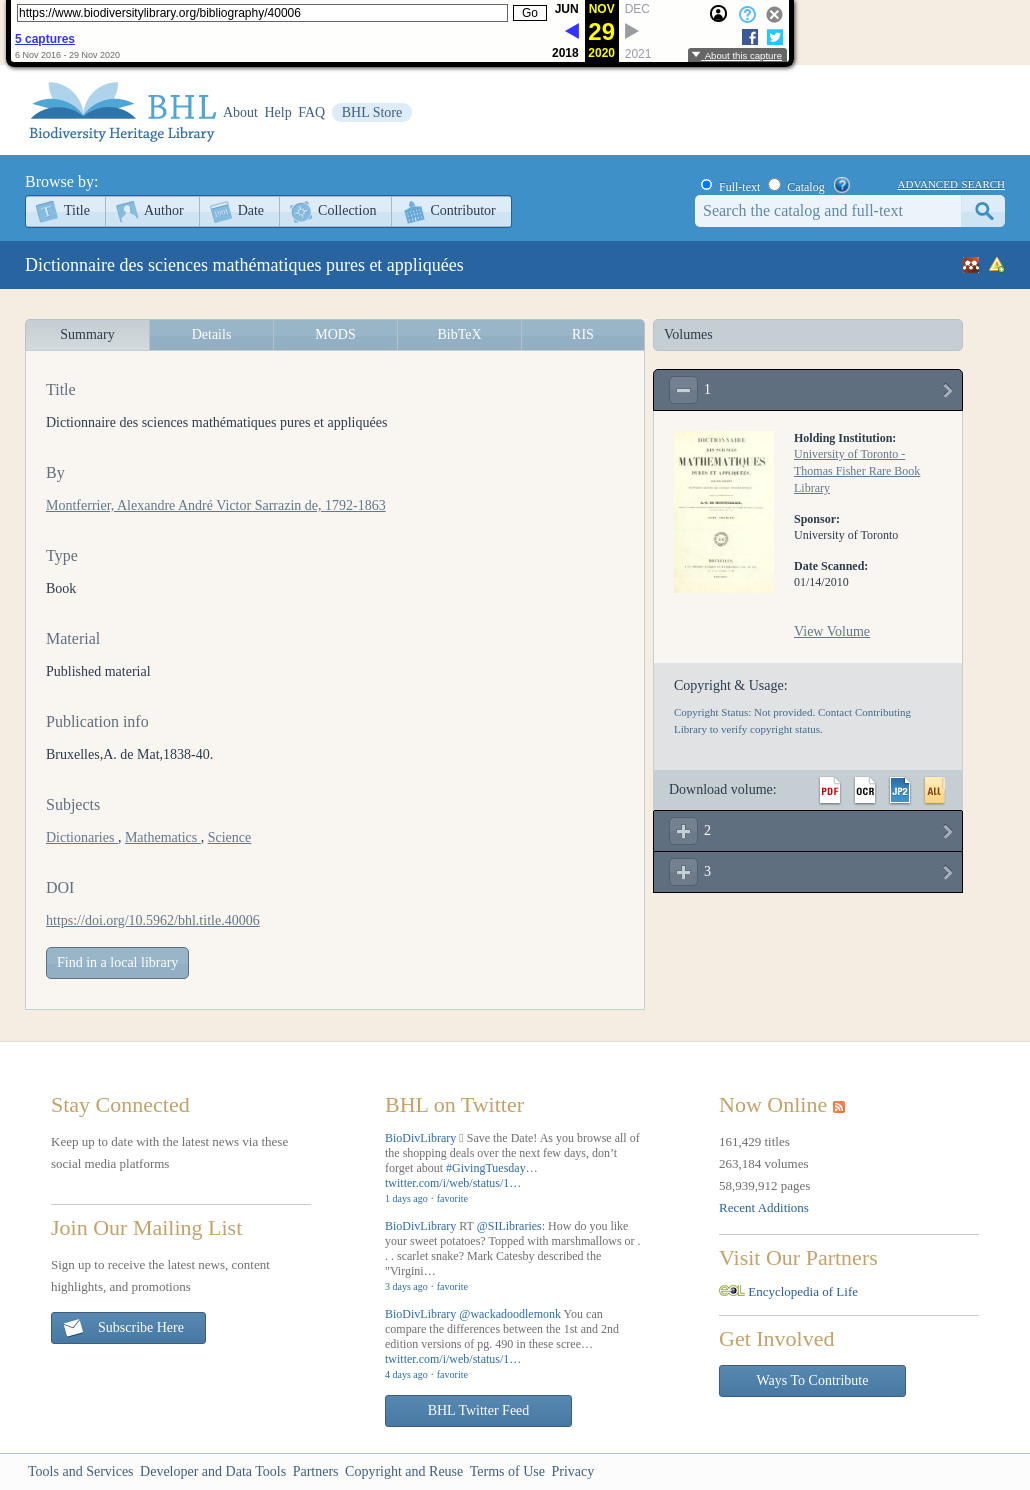 https://www.biodiversitylibrary.org/bibliography/40006
Go
JUN NOV DEC
29
2018 2020 2021
5 captures
6 Nov 2016 - 29 Nov 2020
About this capture
BHL
Biodiversity Heritage Library
About Help FAQ BHL Store
Browse by:
Title Author Date Collection Contributor
Full-text Catalog ? ADVANCED SEARCH
Search the catalog and full-text
Dictionnaire des sciences mathématiques pures et appliquées
Summary Details MODS BibTeX RIS
Title
Dictionnaire des sciences mathématiques pures et appliquées
By
Montferrier, Alexandre André Victor Sarrazin de, 1792-1863
Type
Book
Material
Published material
Publication info
Bruxelles,A. de Mat,1838-40.
Subjects
Dictionaries , Mathematics , Science
DOI
https://doi.org/10.5962/bhl.title.40006
Find in a local library
Volumes
1
DICTIONNAIRE
DES SCIENCES
MATHÉMATIQUES
PURES ET APPLIQUÉES,
BRUXELLES,
Holding Institution:
University of Toronto -
Thomas Fisher Rare Book
Library
Sponsor:
University of Toronto
Date Scanned:
01/14/2010
View Volume
Copyright & Usage:
Copyright Status: Not provided. Contact Contributing
Library to verify copyright status.
Download volume: PDF OCR JP2 ALL
2
3
Stay Connected
Keep up to date with the latest news via these
social media platforms
Join Our Mailing List
Sign up to receive the latest news, content
highlights, and promotions
Subscribe Here
BHL on Twitter
BioDivLibrary Save the Date! As you browse all of
the shopping deals over the next few days, don’t
forget about #GivingTuesday…
twitter.com/i/web/status/1…
1 days ago · favorite
BioDivLibrary RT @SILibraries: How do you like
your sweet potatoes? Topped with marshmallows or .
. . scarlet snake? Mark Catesby described the
"Virgini…
3 days ago · favorite
BioDivLibrary @wackadoodlemonk You can
compare the differences between the 1st and 2nd
edition versions of pg. 490 in these scree…
twitter.com/i/web/status/1…
4 days ago · favorite
BHL Twitter Feed
Now Online
161,429 titles
263,184 volumes
58,939,912 pages
Recent Additions
Visit Our Partners
Encyclopedia of Life
Get Involved
Ways To Contribute
Tools and Services Developer and Data Tools Partners Copyright and Reuse Terms of Use Privacy